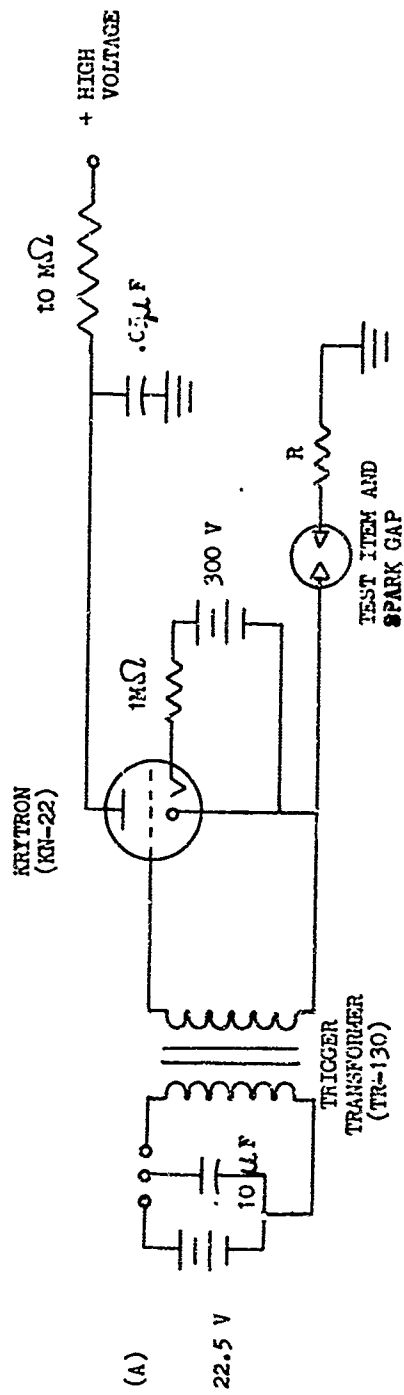 (A)
22.5 V
10 μF
TRIGGER
TRANSFORMER
(TR-130)
KRYTRON
(KN-22)
1MΩ
300 V
TEST ITEM AND
SPARK GAP
R
μF
10 MΩ
+ HIGH
VOLTAGE